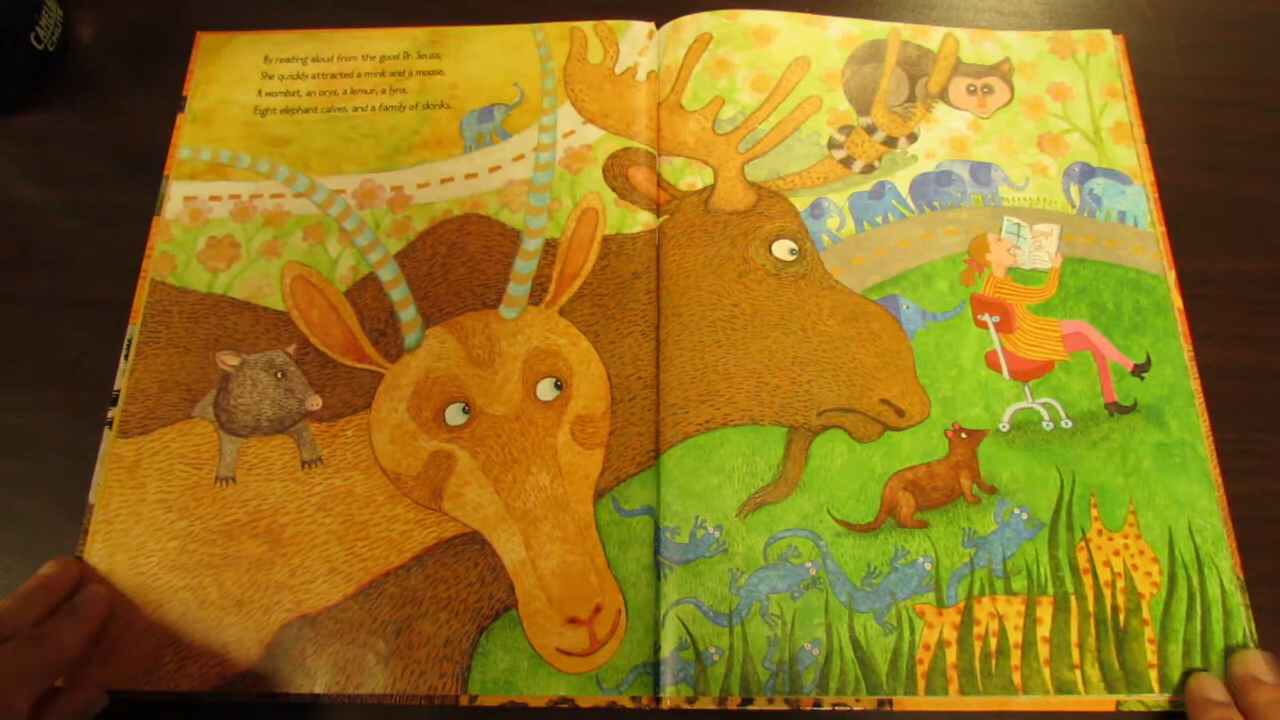 CAMEL
By reading aloud from the good Dr. Seuss,
She quickly attracted a mink and a moose,
A wombat, an oryx, a lemur, a lynx,
Eight elephant calves, and a family of skinks.